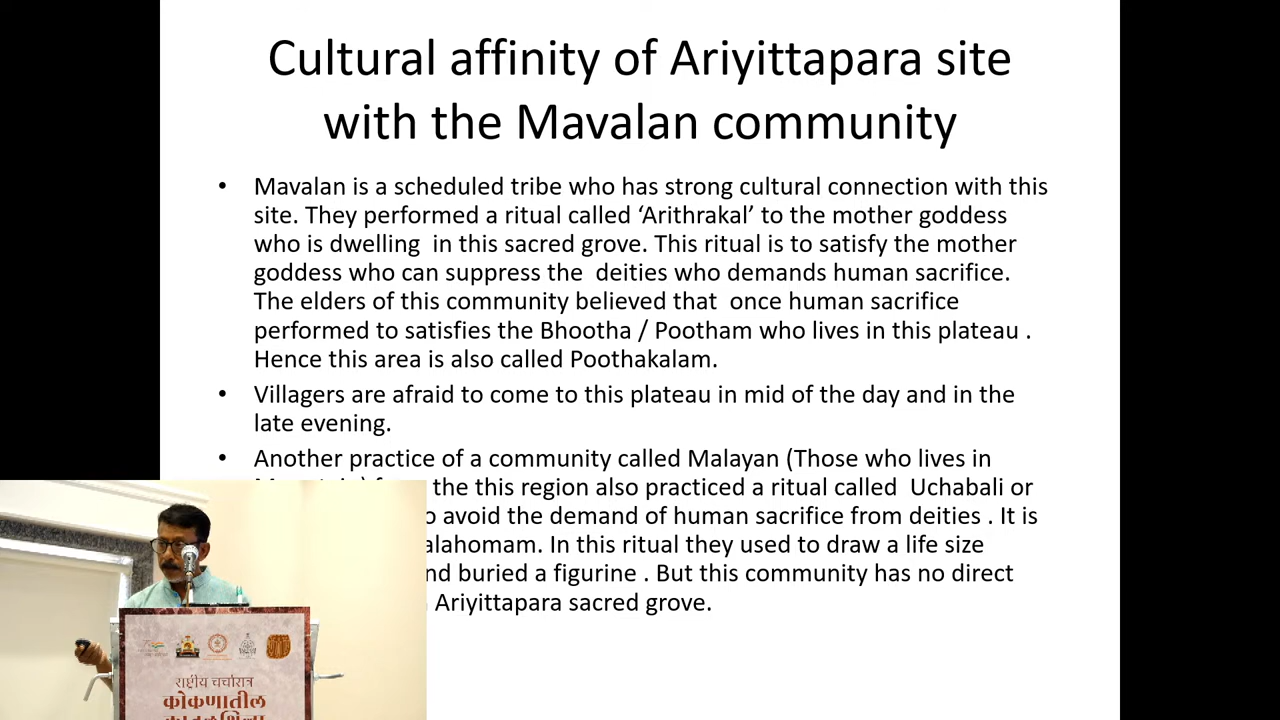 Cultural affinity of Ariyittapara site
with the Mavalan community
• Mavalan is a scheduled tribe who has strong cultural connection with this
site. They performed a ritual called ‘Arithrakal’ to the mother goddess
who is dwelling in this sacred grove. This ritual is to satisfy the mother
goddess who can suppress the deities who demands human sacrifice.
The elders of this community believed that once human sacrifice
performed to satisfies the Bhootha / Pootham who lives in this plateau .
Hence this area is also called Poothakalam.
• Villagers are afraid to come to this plateau in mid of the day and in the
late evening.
• Another practice of a community called Malayan (Those who lives in
the this region also practiced a ritual called Uchabali or
avoid the demand of human sacrifice from deities . It is
alahomam. In this ritual they used to draw a life size
nd buried a figurine . But this community has no direct
Ariyittapara sacred grove.
राष्ट्रीय चर्चासत्र
कोकणातील